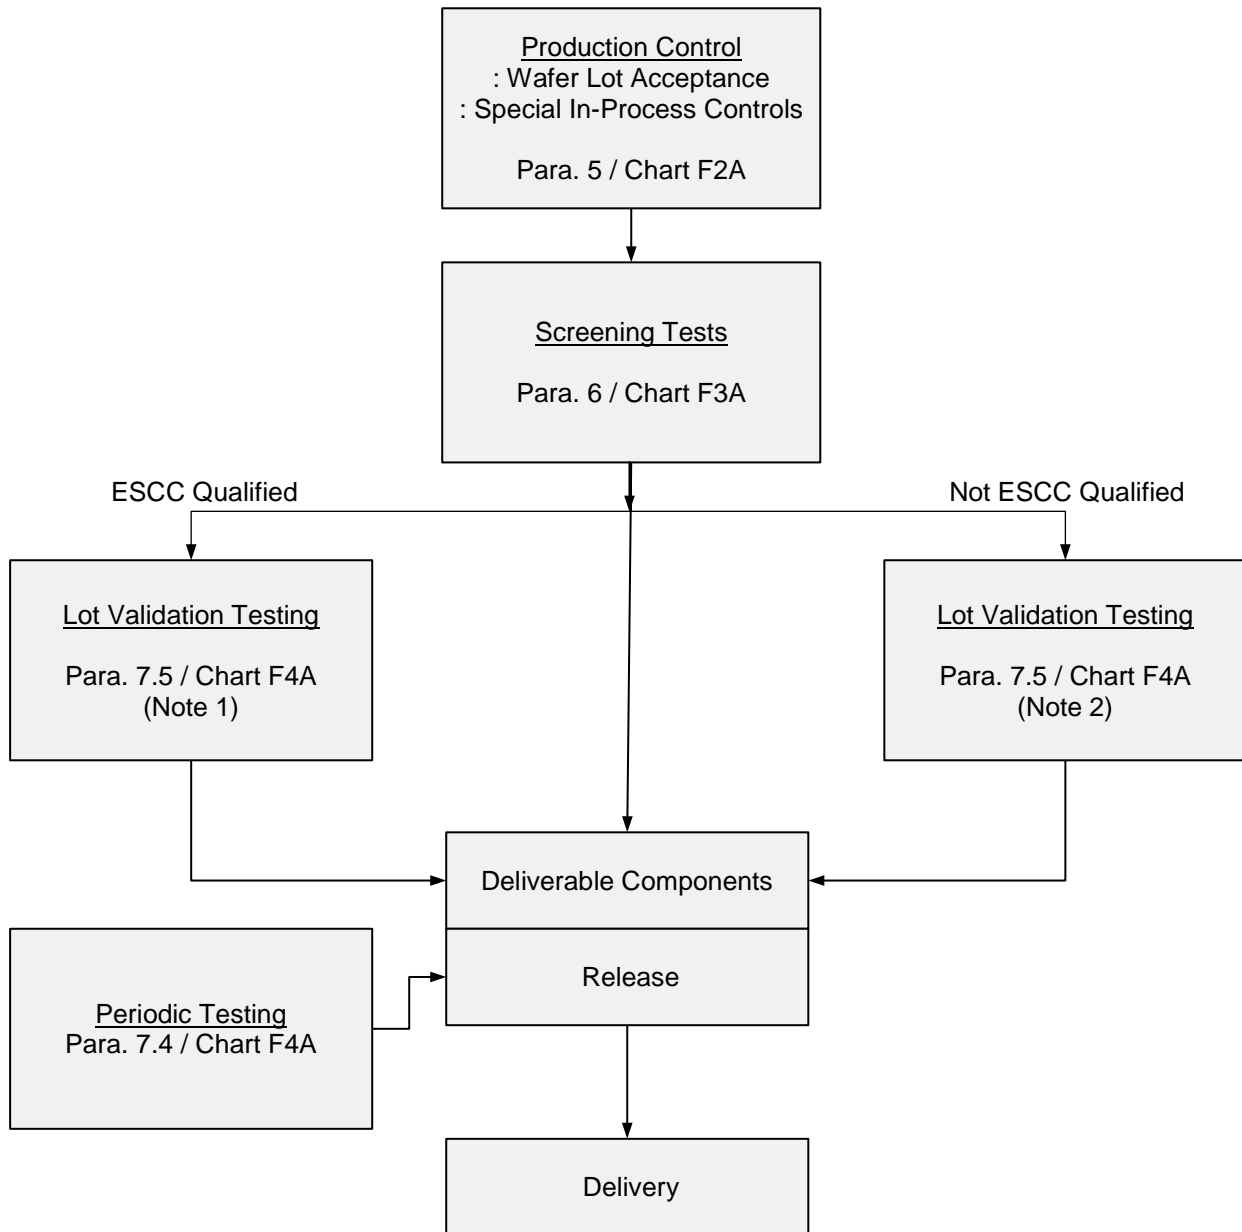 Production Control
: Wafer Lot Acceptance
: Special In-Process Controls
Para. 5 / Chart F2A
Screening Tests
Para. 6 / Chart F3A
ESCC Qualified
Not ESCC Qualified
Lot Validation Testing
Para. 7.5 / Chart F4A
(Note 1)
Lot Validation Testing
Para. 7.5 / Chart F4A
(Note 2)
Deliverable Components
Release
Periodic Testing
Para. 7.4 / Chart F4A
Delivery